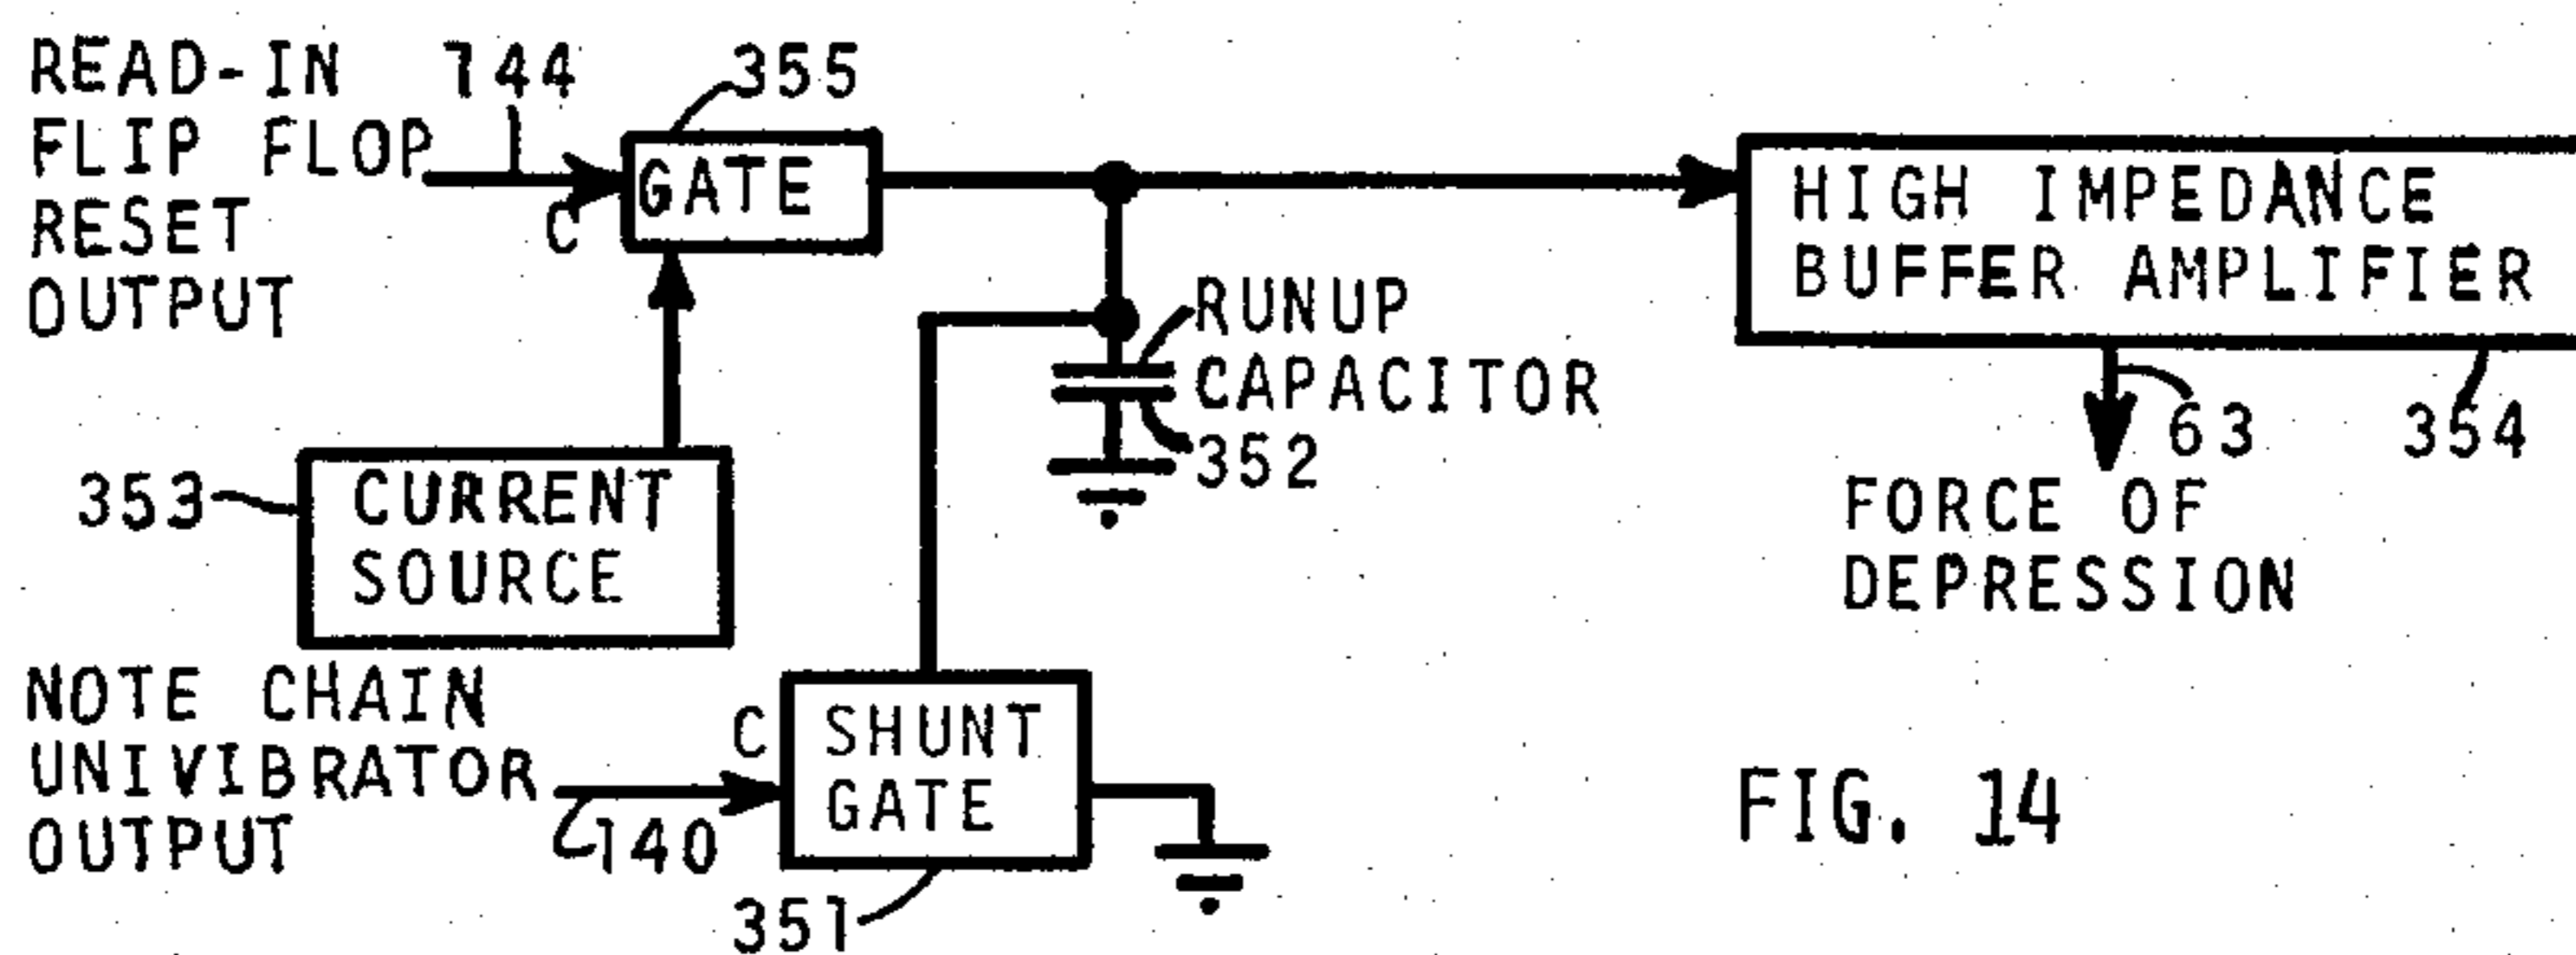 READ-IN 144
FLIP FLOP
RESET
OUTPUT
355
C
GATE
HIGH IMPEDANCE
BUFFER AMPLIFIER
RUNUP
CAPACITOR
352
63
354
FORCE OF
DEPRESSION
353
CURRENT
SOURCE
NOTE CHAIN
UNIVIBRATOR
OUTPUT
140
C
SHUNT
GATE
351
FIG. 14